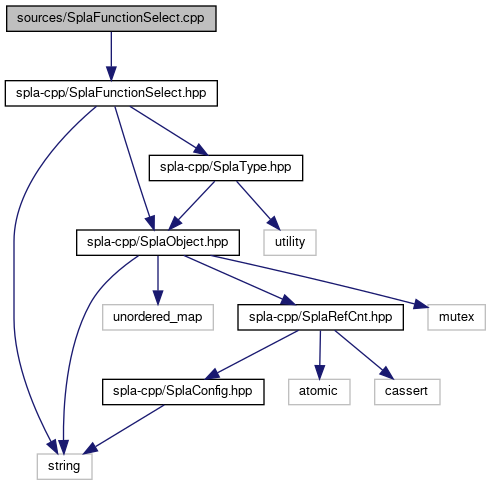 sources/SplaFunctionSelect.cpp
spla-cpp/SplaFunctionSelect.hpp
spla-cpp/SplaType.hpp
spla-cpp/SplaObject.hpp
utility
unordered_map
spla-cpp/SplaRefCnt.hpp
mutex
spla-cpp/SplaConfig.hpp
atomic
cassert
string